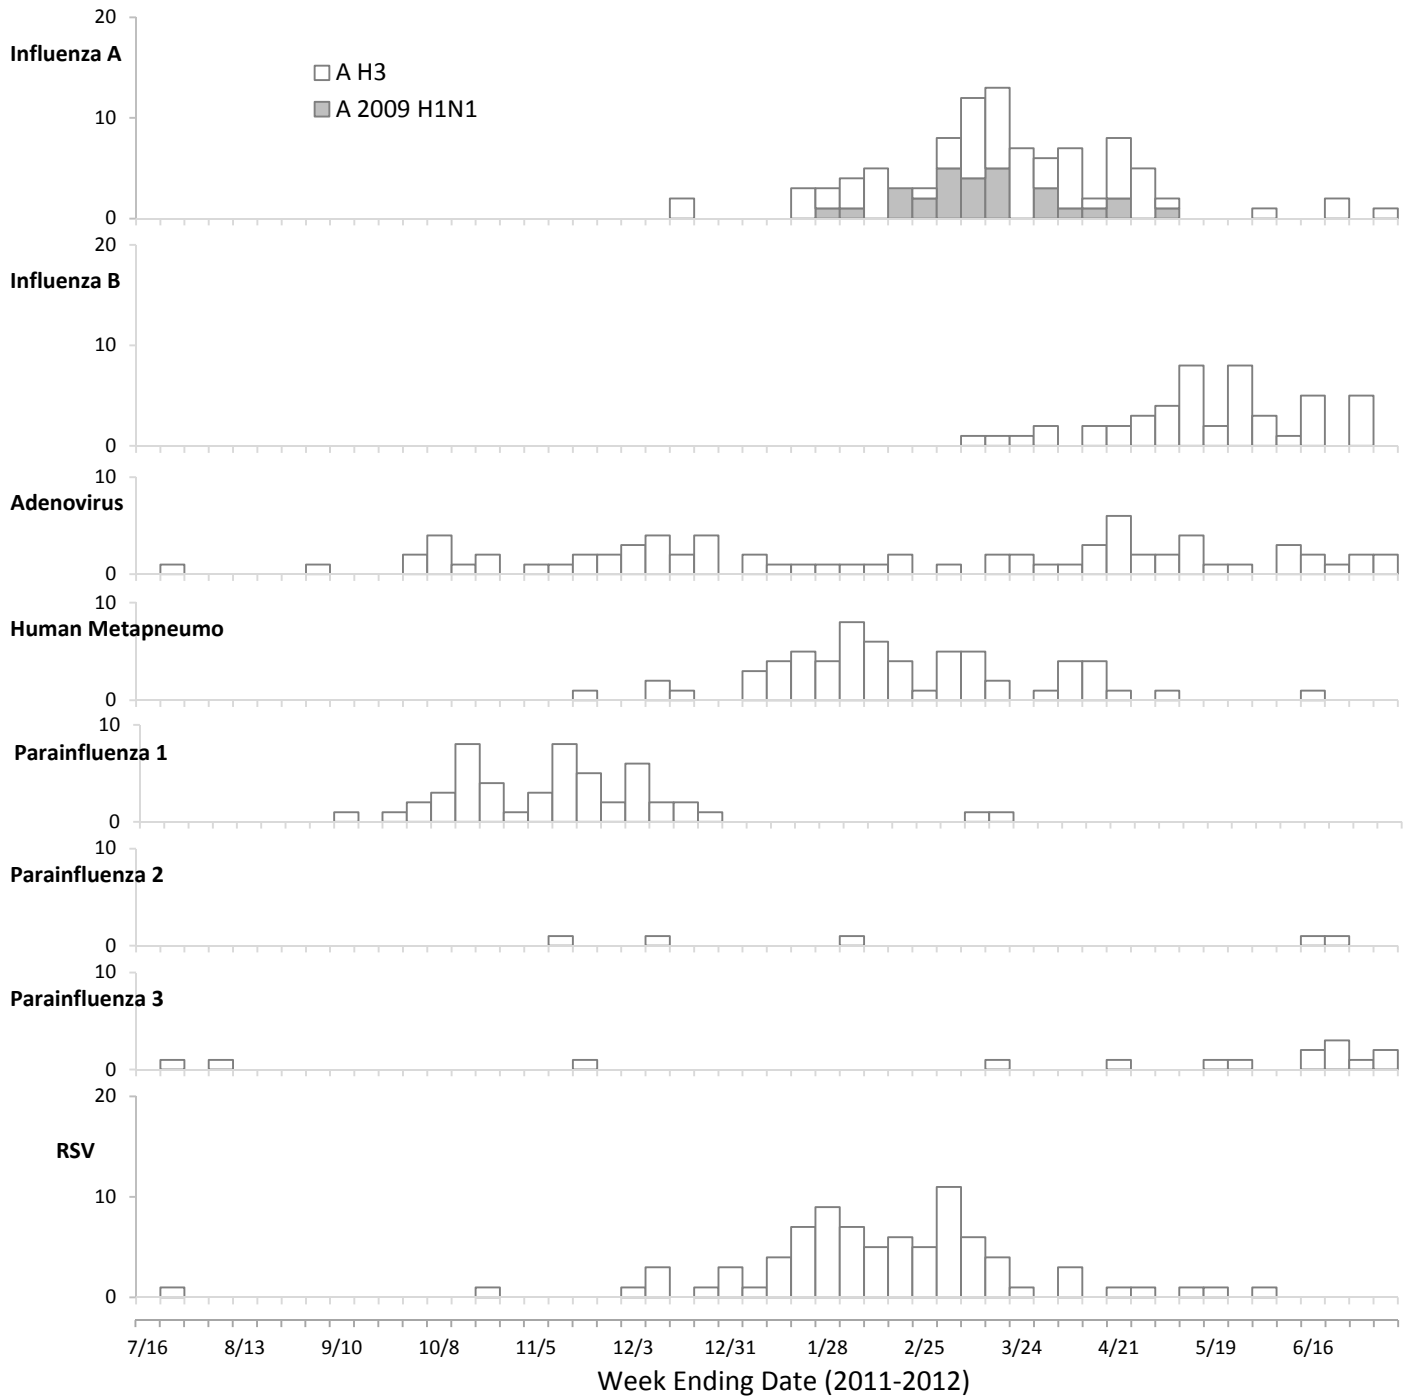 20
Influenza A
A H3
A 2009 H1N1
10
0
20
Influenza B
10
0
10
Adenovirus
0
10
Human Metapneumo
0
10
Parainfluenza 1
0
10
Parainfluenza 2
0
10
Parainfluenza 3
0
20
RSV
10
0
7/16 8/13 9/10 10/8 11/5 12/3 12/31 1/28 2/25 3/24 4/21 5/19 6/16
Week Ending Date (2011-2012)